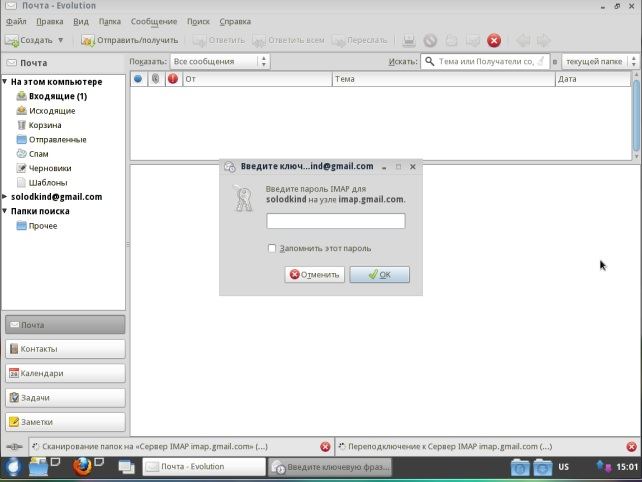 Почта - Evolution
Файл Правка Вид Папка Сообщение Поиск Справка
Создать Отправить/получить Ответить Ответить всем Переслать
Почта
Показать: Все сообщения Искать: Тема или Получатели со, в текущей папке
На этом компьютере
Входящие (1)
Исходящие
Корзина
Отправленные
Спам
Черновики
Шаблоны
solodkind@gmail.com
Папки поиска
Прочее
От Тема Дата
Введите ключ...ind@gmail.com
Введите пароль IMAP для
solodkind на узле imap.gmail.com.
Запомнить этот пароль
Отменить OK
Почта
Контакты
Календари
Задачи
Заметки
Сканирование папок на «Сервер IMAP imap.gmail.com» (...)
Переподключение к Сервер IMAP imap.gmail.com (...)
Почта - Evolution
Введите ключевую фраз...
US
15:01